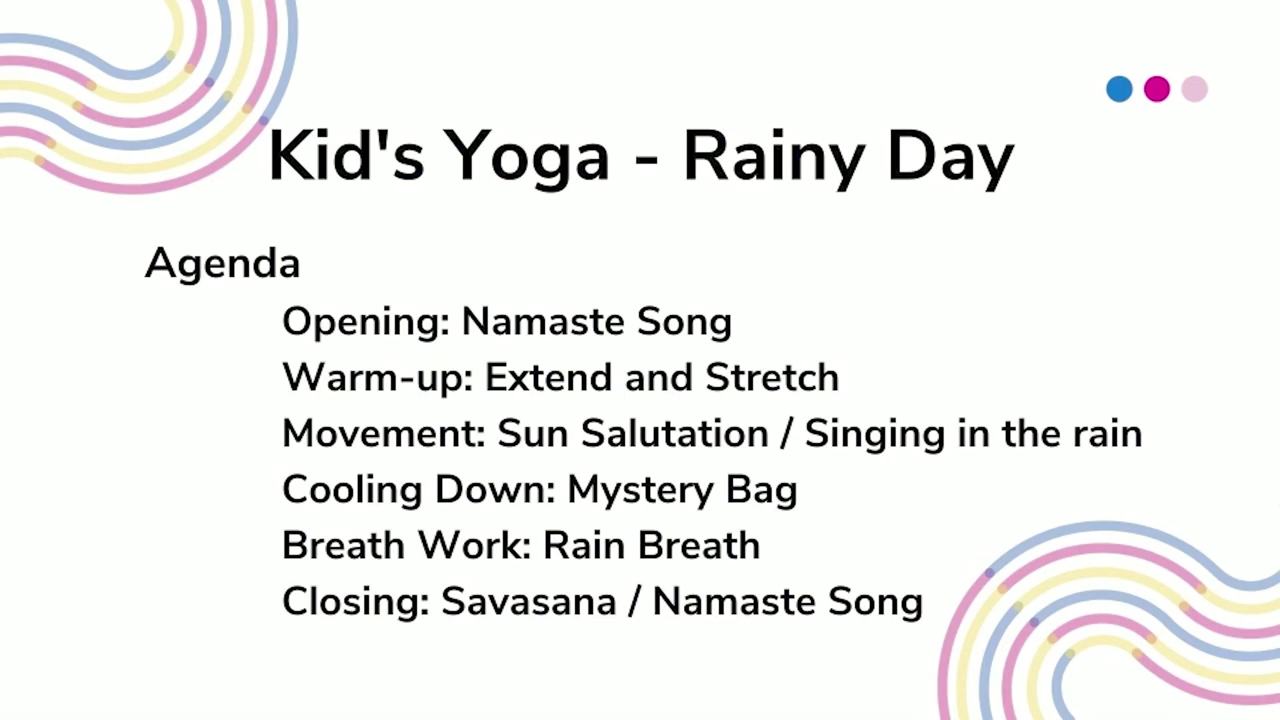 Kid's Yoga - Rainy Day
Agenda
Opening: Namaste Song
Warm-up: Extend and Stretch
Movement: Sun Salutation / Singing in the rain
Cooling Down: Mystery Bag
Breath Work: Rain Breath
Closing: Savasana / Namaste Song